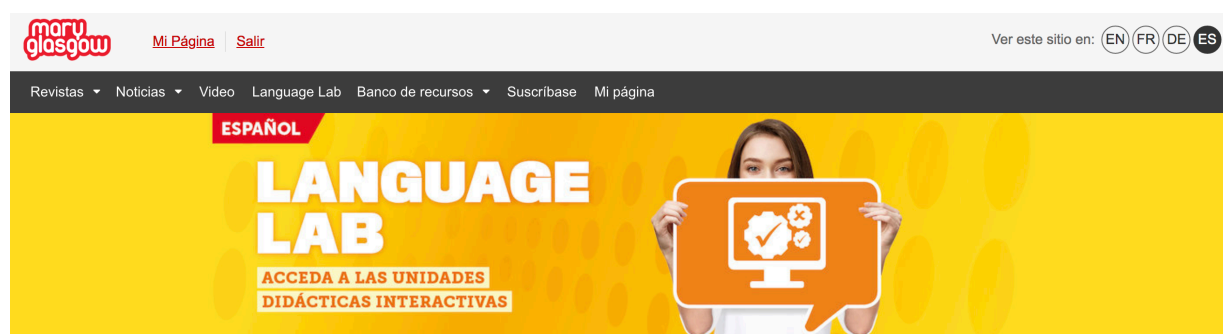 mary
glasgow
Mi Página Salir
Ver este sitio en: EN FR DE ES
Revistas Noticias Video Language Lab Banco de recursos Suscríbase Mi página
ESPAÑOL
LANGUAGE
LAB
ACCEDA A LAS UNIDADES
DIDÁCTICAS INTERACTIVAS